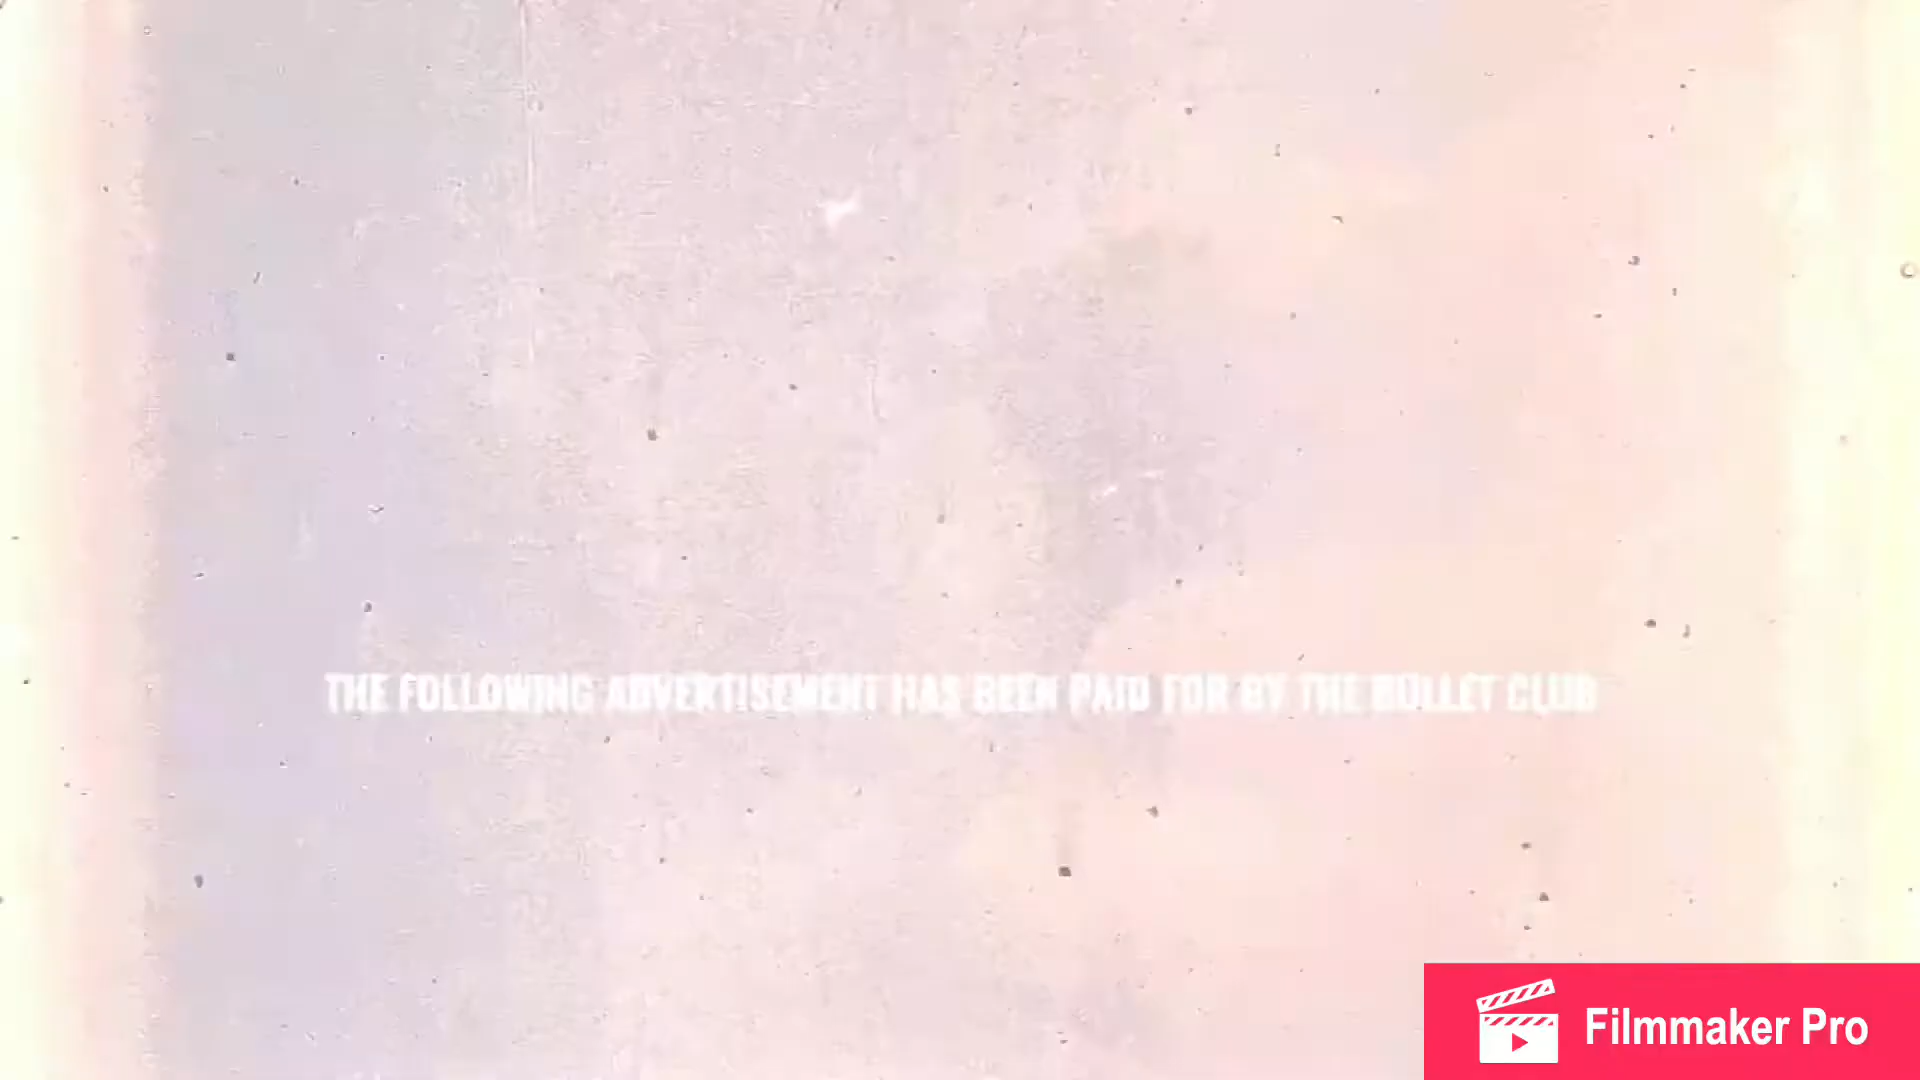 THE FOLLOWING ADVERTISEMENT HAS BEEN PAID FOR BY THE BULLET CLUB
Filmmaker Pro